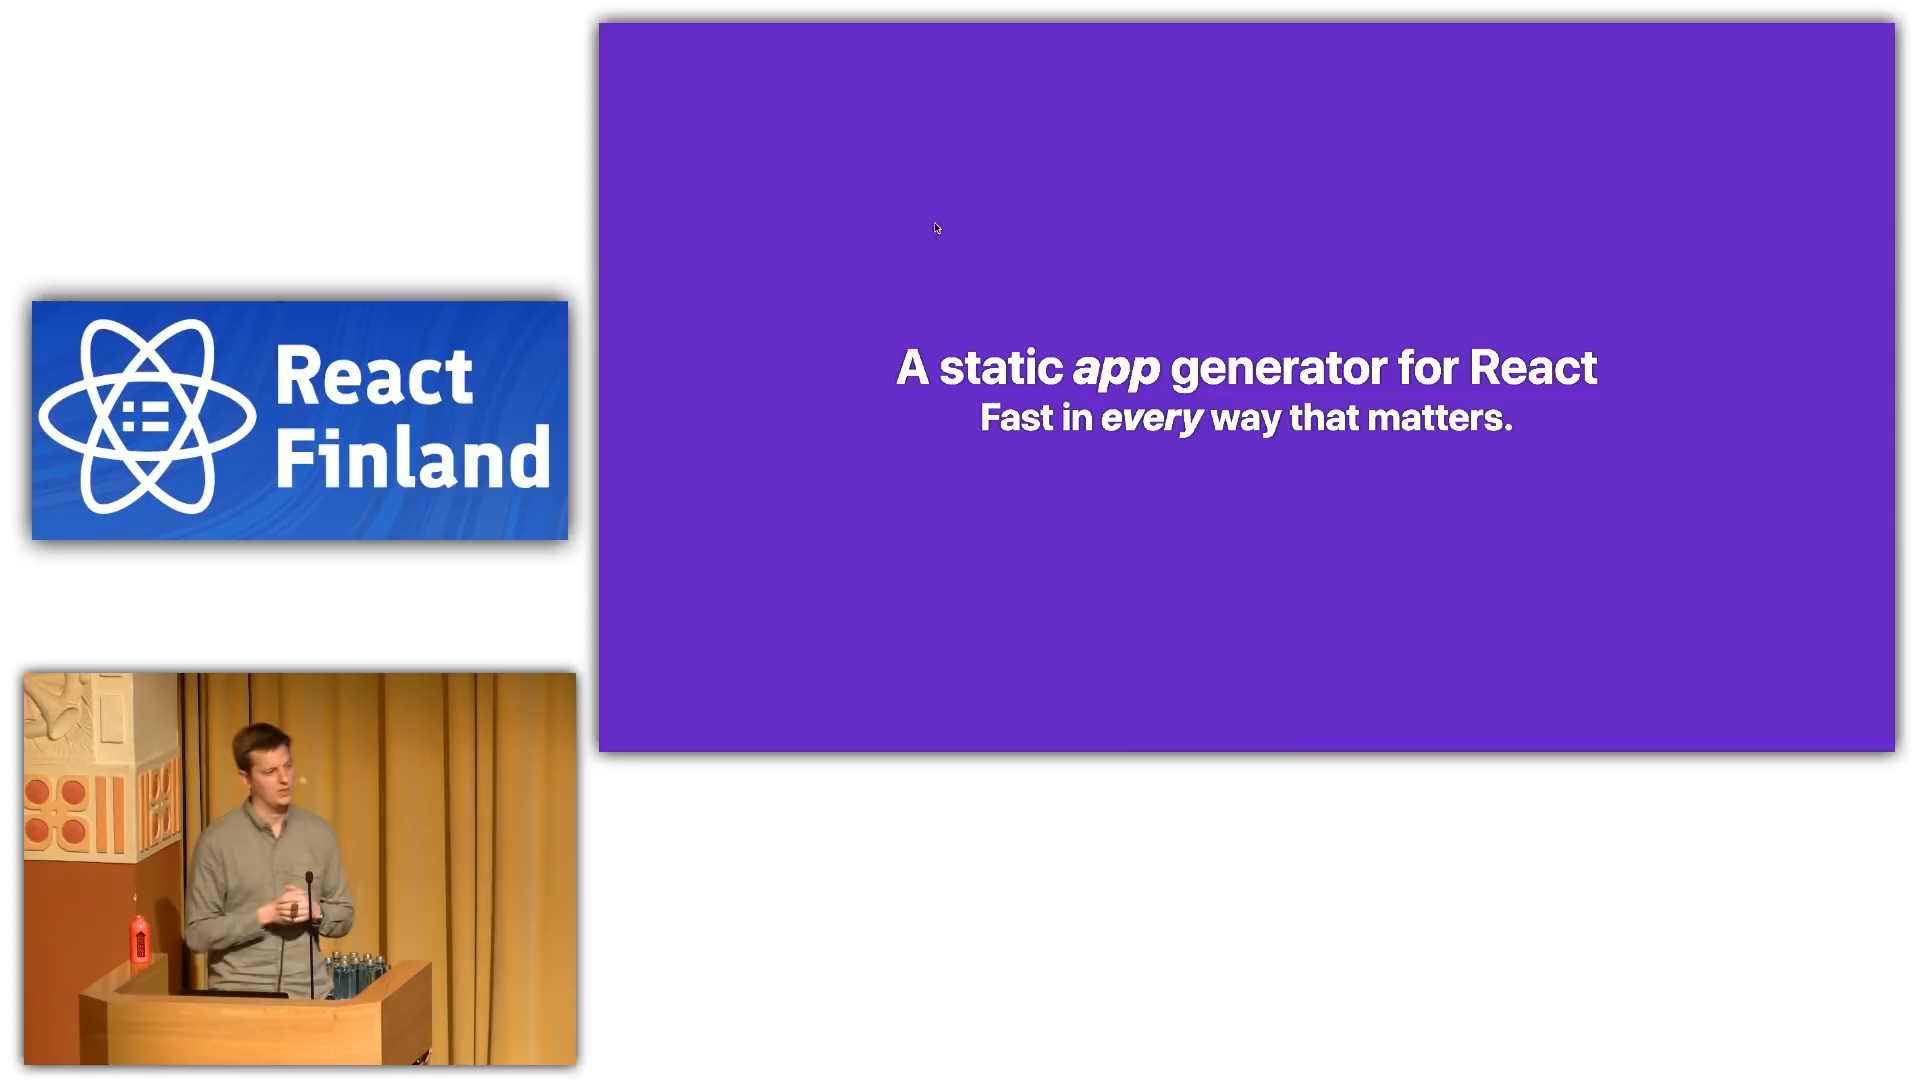 React
Finland
A static app generator for React
Fast in every way that matters.